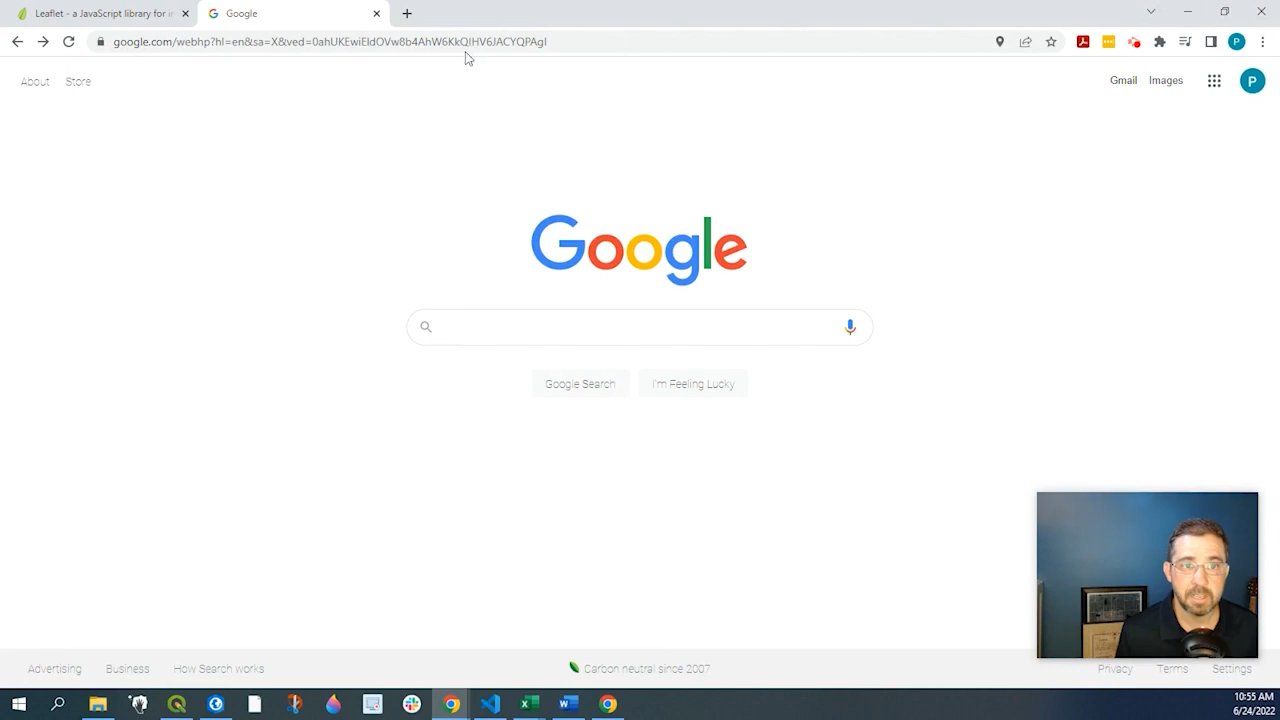 Leaflet - a JavaScript library for in
Google
google.com/webhp?hl=en&sa=X&ved=0ahUKEwiEldOVw8b4AhW6KkQIHV6JACYQPAgI
P
About
Store
Gmail
Images
P
Google
Google Search
I'm Feeling Lucky
Advertising
Business
How Search works
Carbon neutral since 2007
Privacy
Terms
Settings
10:55 AM
6/24/2022